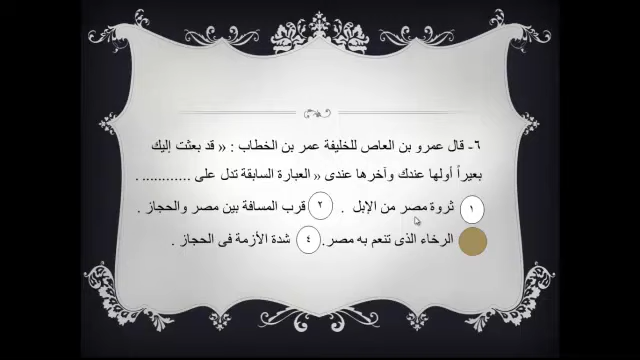 ٦- قال عمرو بن العاص للخليفة عمر بن الخطاب : « قد بعثت إليك
بعيراً أولها عندك وآخرها عندى « العبارة السابقة تدل على ............ .
١ ثروة مصر من الإبل . ٢ قرب المسافة بين مصر والحجاز .
الرخاء الذى تنعم به مصر. ٤ شدة الأزمة فى الحجاز .